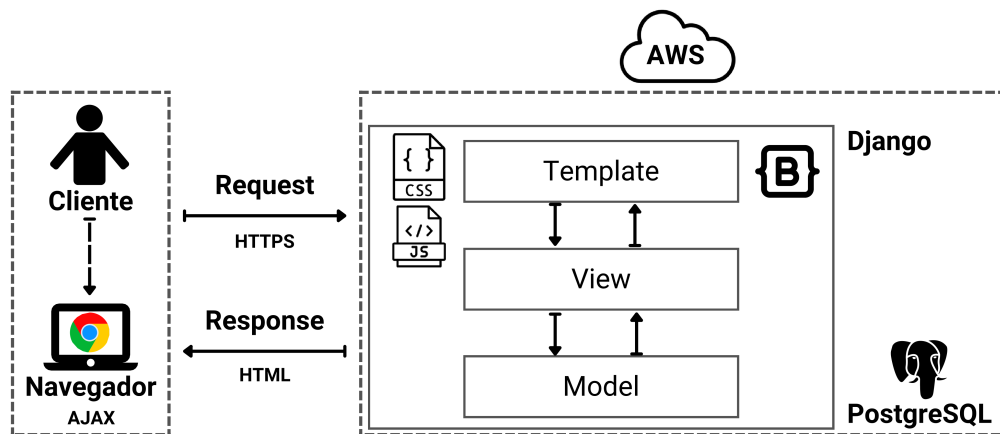 AWS
Cliente
Navegador
AJAX
Request
HTTPS
Response
HTML
{ }
CSS
</>
JS
Template
View
Model
B
Django
PostgreSQL